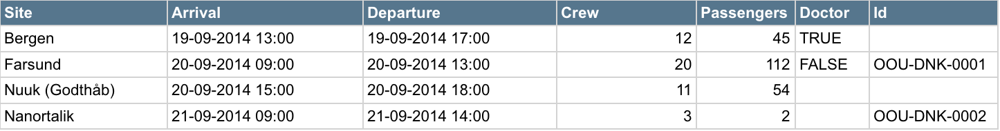 Site Arrival Departure Crew Passengers Doctor Id
Bergen 19-09-2014 13:00 19-09-2014 17:00 12 45 TRUE
Farsund 20-09-2014 09:00 20-09-2014 13:00 20 112 FALSE OOU-DNK-0001
Nuuk (Godthåb) 20-09-2014 15:00 20-09-2014 18:00 11 54
Nanortalik 21-09-2014 09:00 21-09-2014 14:00 3 2 OOU-DNK-0002